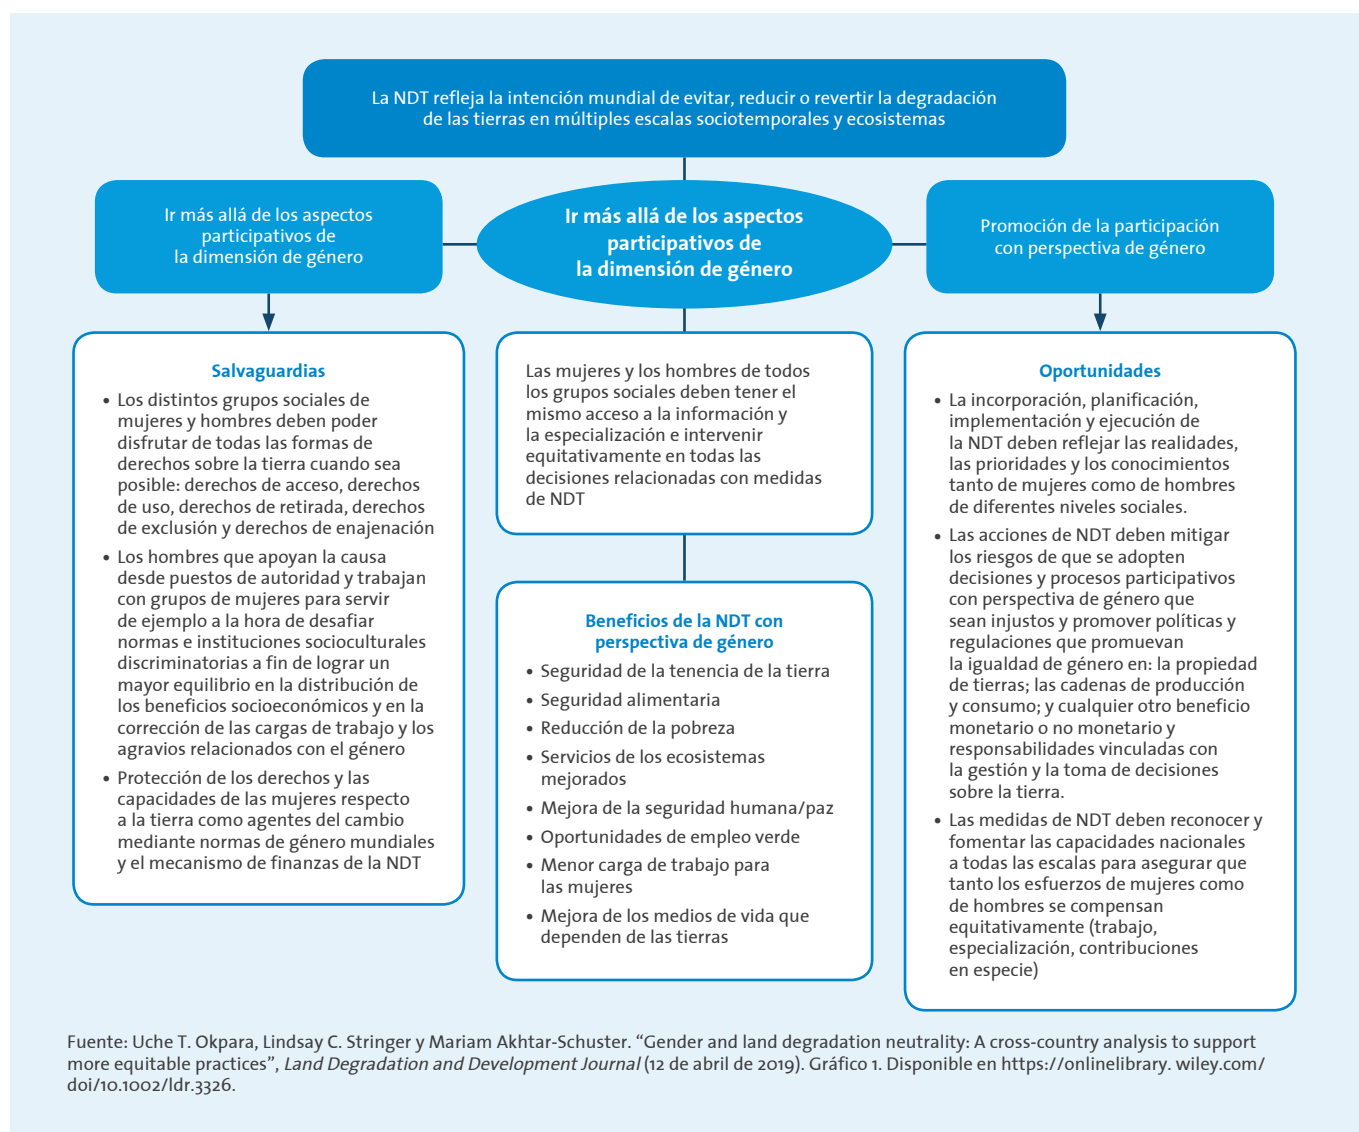 La NDT refleja la intención mundial de evitar, reducir o revertir la degradación
de las tierras en múltiples escalas sociotemporales y ecosistemas
Ir más allá de los aspectos
participativos de
la dimensión de género
Ir más allá de los aspectos
participativos de
la dimensión de género
Promoción de la participación
con perspectiva de género
Salvaguardias
• Los distintos grupos sociales de
mujeres y hombres deben poder
disfrutar de todas las formas de
derechos sobre la tierra cuando sea
posible: derechos de acceso, derechos
de uso, derechos de retirada, derechos
de exclusión y derechos de enajenación
• Los hombres que apoyan la causa
desde puestos de autoridad y trabajan
con grupos de mujeres para servir
de ejemplo a la hora de desafiar
normas e instituciones socioculturales
discriminatorias a fin de lograr un
mayor equilibrio en la distribución de
los beneficios socioeconómicos y en la
corrección de las cargas de trabajo y los
agravios relacionados con el género
• Protección de los derechos y las
capacidades de las mujeres respecto
a la tierra como agentes del cambio
mediante normas de género mundiales
y el mecanismo de finanzas de la NDT
Las mujeres y los hombres de todos
los grupos sociales deben tener el
mismo acceso a la información y
la especialización e intervenir
equitativamente en todas las
decisiones relacionadas con medidas
de NDT
Beneficios de la NDT con
perspectiva de género
• Seguridad de la tenencia de la tierra
• Seguridad alimentaria
• Reducción de la pobreza
• Servicios de los ecosistemas
mejorados
• Mejora de la seguridad humana/paz
• Oportunidades de empleo verde
• Menor carga de trabajo para
las mujeres
• Mejora de los medios de vida que
dependen de las tierras
Oportunidades
• La incorporación, planificación,
implementación y ejecución de
la NDT deben reflejar las realidades,
las prioridades y los conocimientos
tanto de mujeres como de hombres
de diferentes niveles sociales.
• Las acciones de NDT deben mitigar
los riesgos de que se adopten
decisiones y procesos participativos
con perspectiva de género que
sean injustos y promover políticas y
regulaciones que promuevan
la igualdad de género en: la propiedad
de tierras; las cadenas de producción
y consumo; y cualquier otro beneficio
monetario o no monetario y
responsabilidades vinculadas con
la gestión y la toma de decisiones
sobre la tierra.
• Las medidas de NDT deben reconocer y
fomentar las capacidades nacionales
a todas las escalas para asegurar que
tanto los esfuerzos de mujeres como
de hombres se compensan
equitativamente (trabajo,
especialización, contribuciones
en especie)
Fuente: Uche T. Okpara, Lindsay C. Stringer y Mariam Akhtar-Schuster. “Gender and land degradation neutrality: A cross-country analysis to support
more equitable practices”, Land Degradation and Development Journal (12 de abril de 2019). Gráfico 1. Disponible en https://onlinelibrary. wiley.com/
doi/10.1002/ldr.3326.